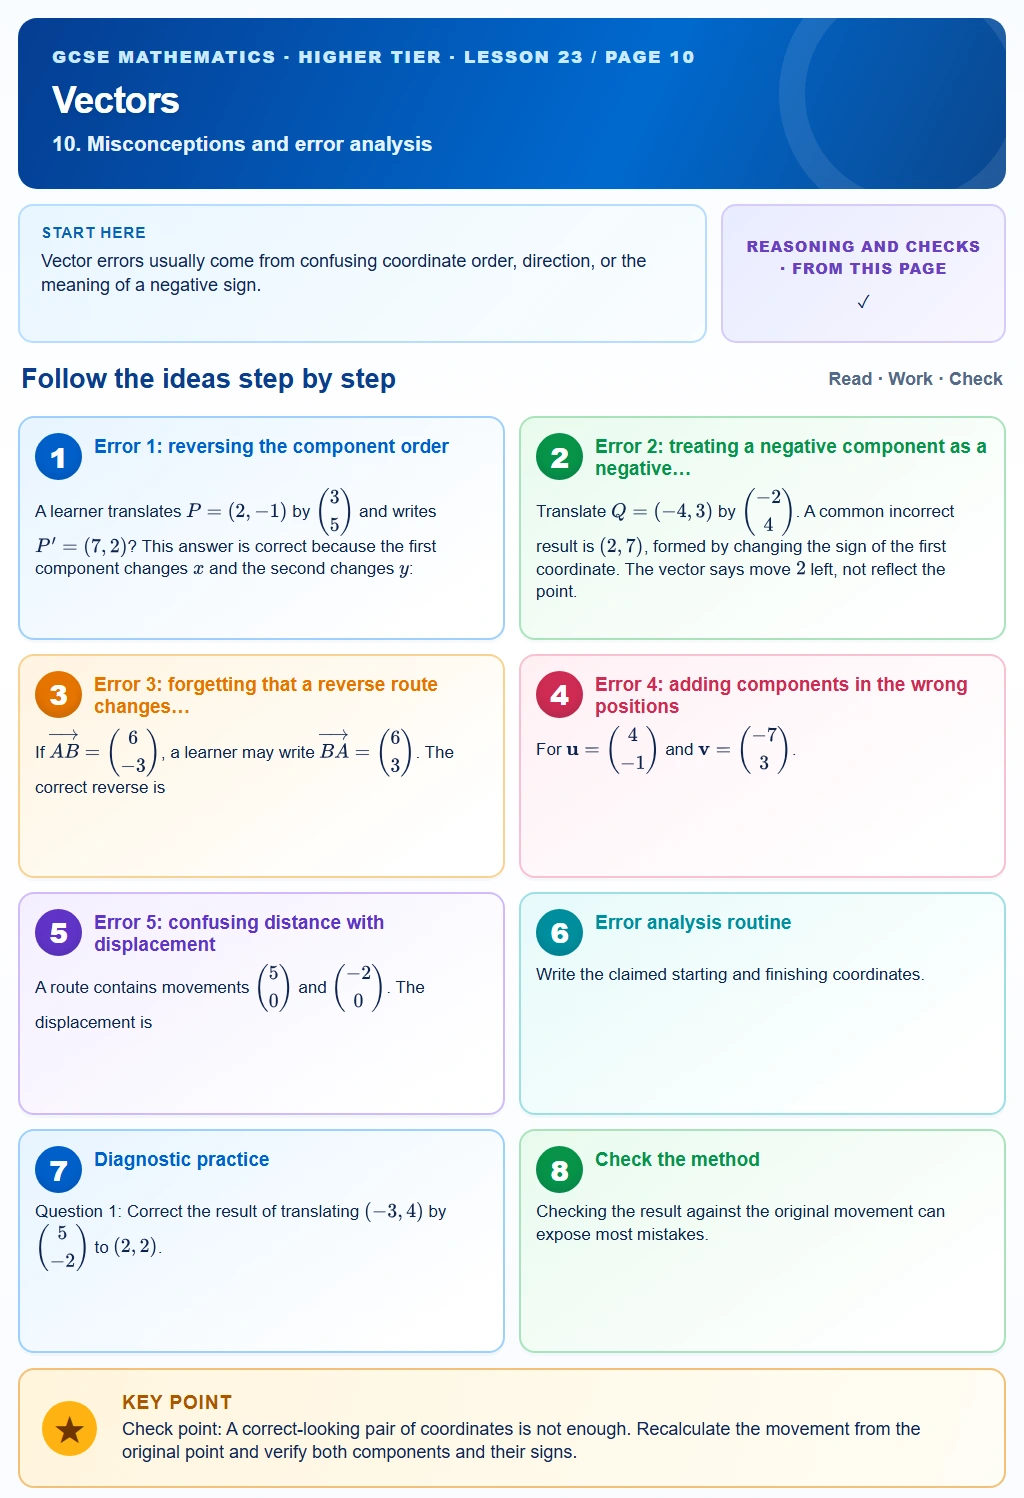 GCSE MATHEMATICS · HIGHER TIER · LESSON 23 / PAGE 10
Vectors
10. Misconceptions and error analysis
START HERE
Vector errors usually come from confusing coordinate order, direction, or the
meaning of a negative sign.
REASONING AND CHECKS
· FROM THIS PAGE
✓
Follow the ideas step by step
Read · Work · Check
1
Error 1: reversing the component order
A learner translates P = (2, −1) by (3 5) and writes
P′ = (7, 2)? This answer is correct because the first
component changes x and the second changes y:
2
Error 2: treating a negative component as a
negative…
Translate Q = (−4, 3) by (−2 4). A common incorrect
result is (2, 7), formed by changing the sign of the first
coordinate. The vector says move 2 left, not reflect the
point.
3
Error 3: forgetting that a reverse route
changes…
If AB→ = (6 −3), a learner may write BA→ = (6 3). The
correct reverse is
4
Error 4: adding components in the wrong
positions
For u = (4 −1) and v = (−7 3).
5
Error 5: confusing distance with
displacement
A route contains movements (5 0) and (−2 0). The
displacement is
6
Error analysis routine
Write the claimed starting and finishing coordinates.
7
Diagnostic practice
Question 1: Correct the result of translating (−3, 4) by
(5 −2) to (2, 2).
8
Check the method
Checking the result against the original movement can
expose most mistakes.
★
KEY POINT
Check point: A correct-looking pair of coordinates is not enough. Recalculate the movement from the
original point and verify both components and their signs.